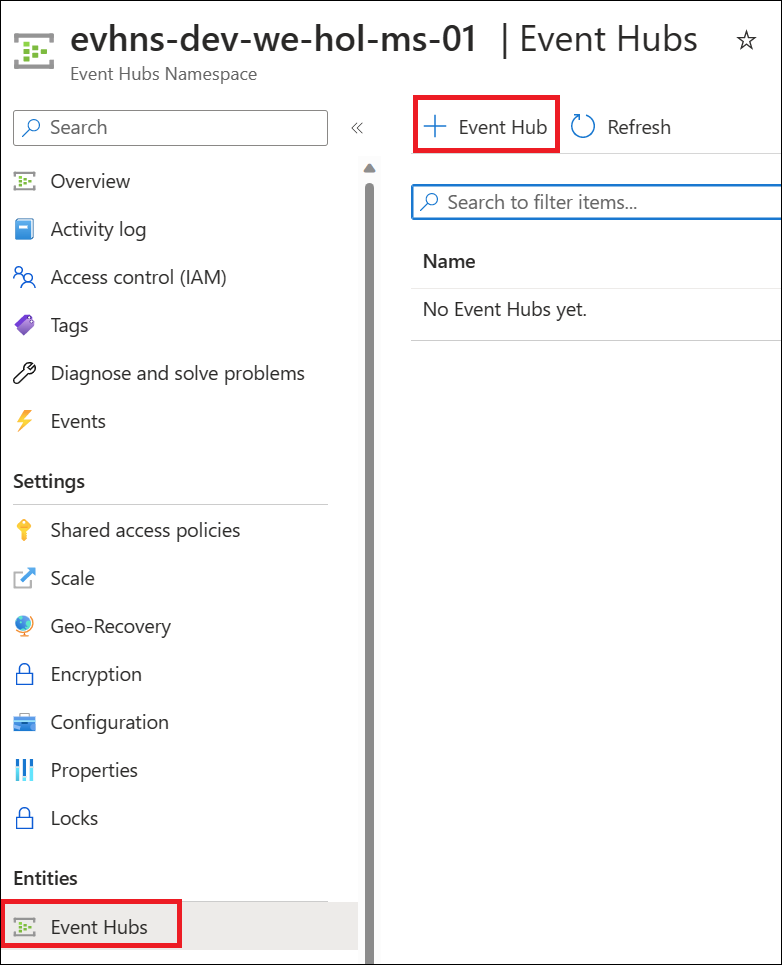 evhns-dev-we-hol-ms-01 | Event Hubs
Event Hubs Namespace
Search
Overview
Activity log
Access control (IAM)
Tags
Diagnose and solve problems
Events
Settings
Shared access policies
Scale
Geo-Recovery
Encryption
Configuration
Properties
Locks
Entities
Event Hubs
Event Hub
Refresh
Search to filter items...
Name
No Event Hubs yet.